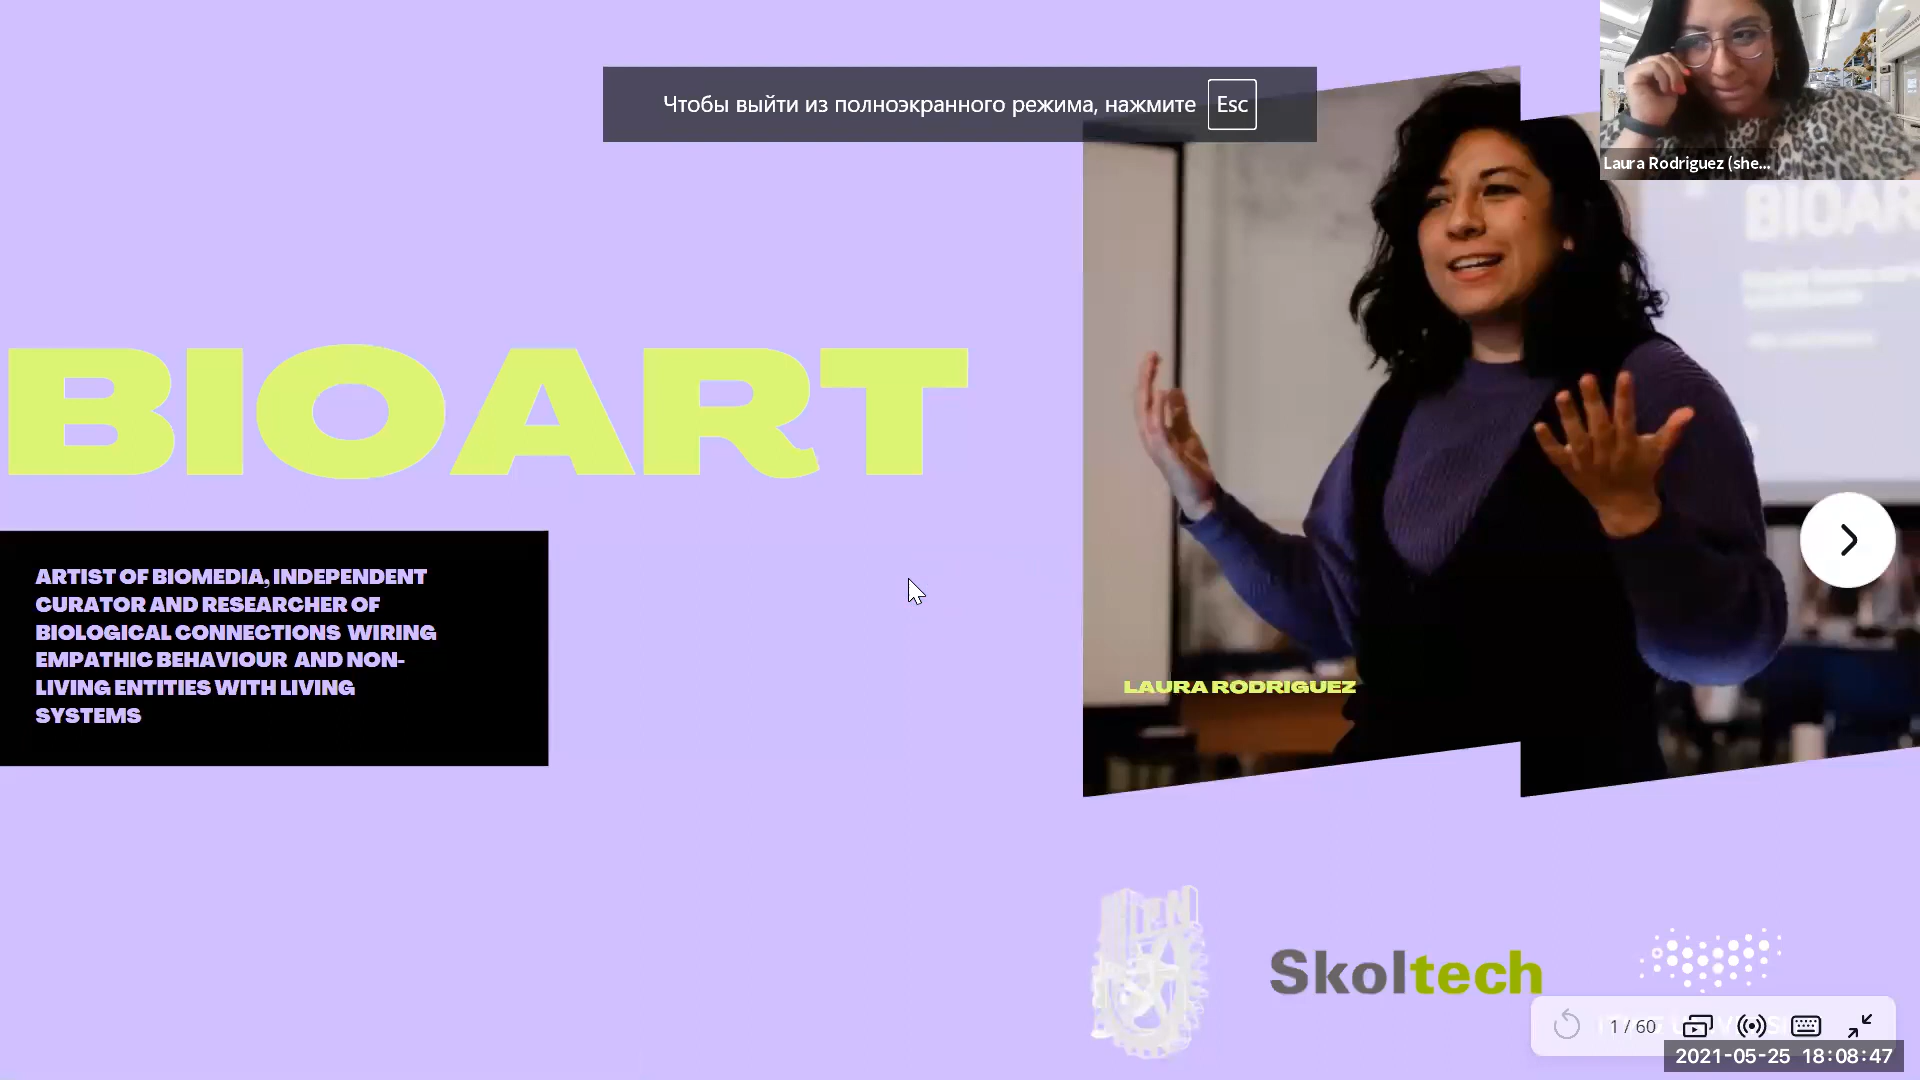 Чтобы выйти из полноэкранного режима, нажмите Esc
Laura Rodriguez (she...
BIOAR
BIOART
ARTIST OF BIOMEDIA, INDEPENDENT
CURATOR AND RESEARCHER OF
BIOLOGICAL CONNECTIONS WIRING
EMPATHIC BEHAVIOUR AND NON-
LIVING ENTITIES WITH LIVING
SYSTEMS
LAURA RODRIGUEZ
Skoltech
1 / 60
2021-05-25 18:08:47